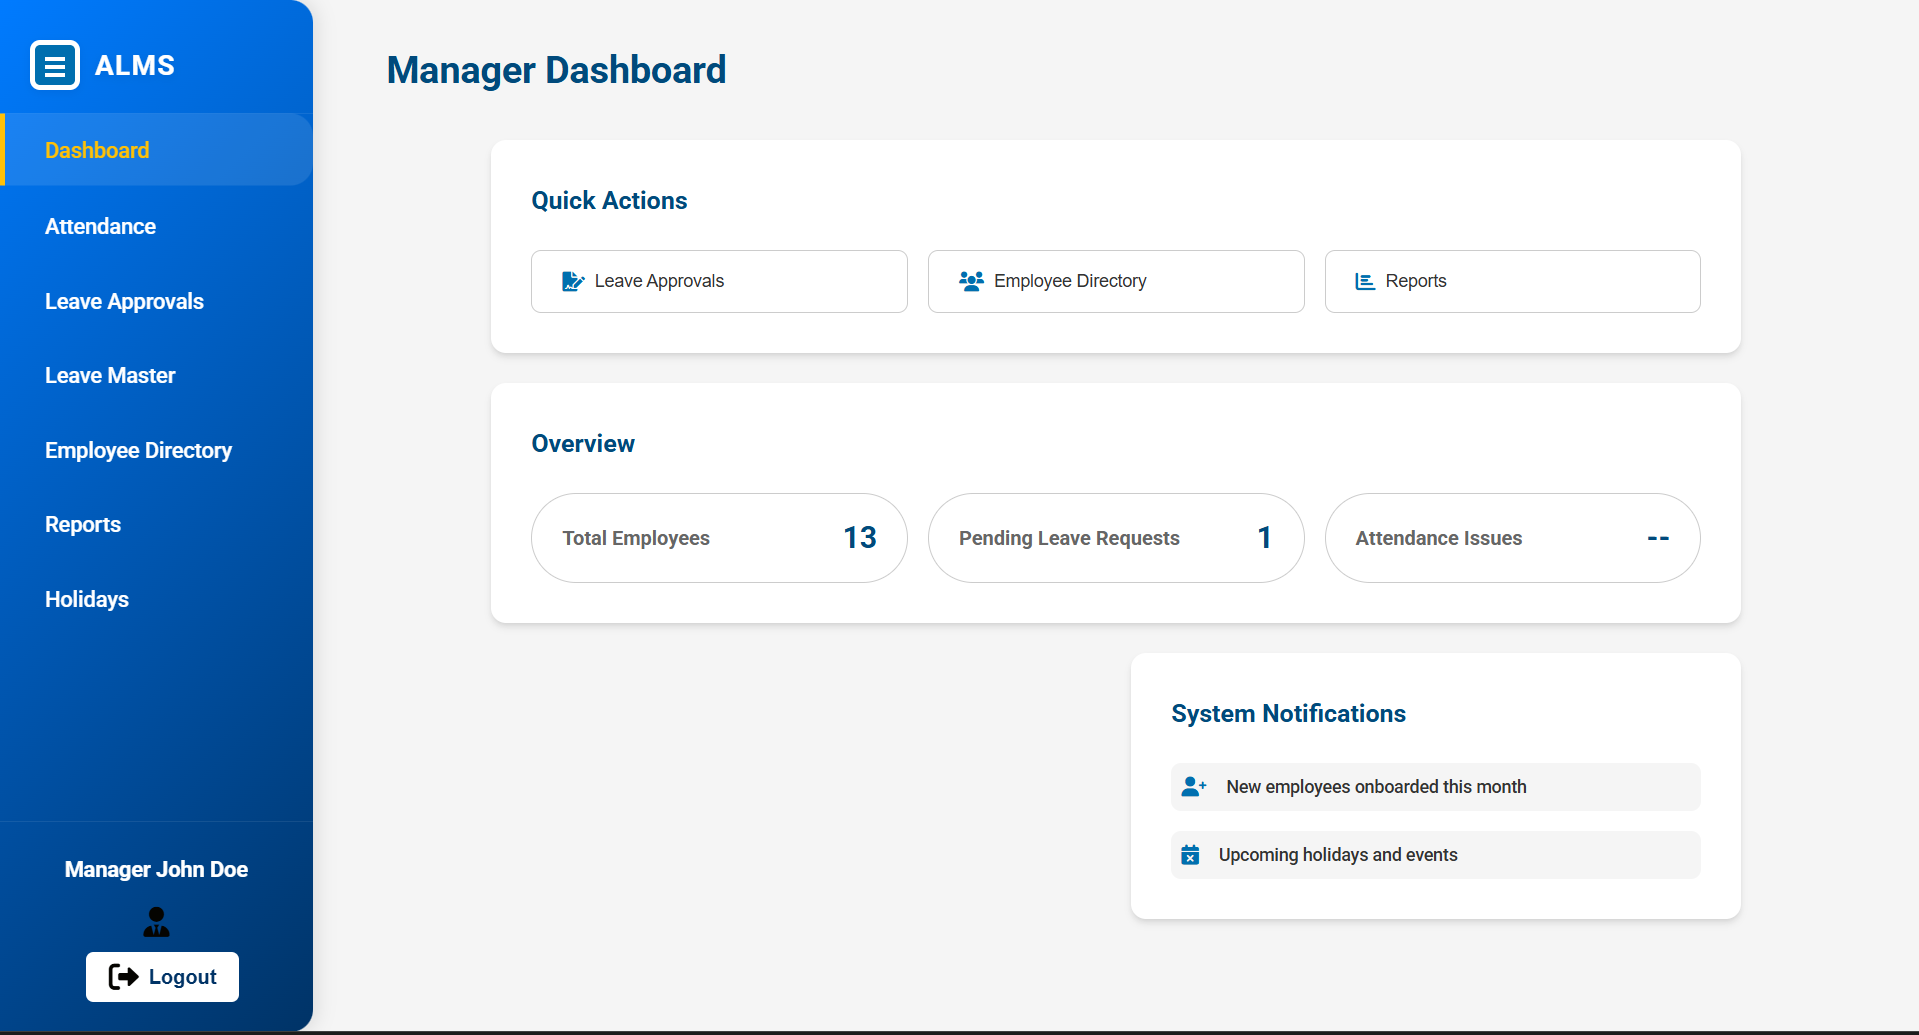 ALMS
Dashboard
Attendance
Leave Approvals
Leave Master
Employee Directory
Reports
Holidays
Manager John Doe
Logout
Manager Dashboard
Quick Actions
Leave Approvals
Employee Directory
Reports
Overview
Total Employees 13
Pending Leave Requests 1
Attendance Issues --
System Notifications
New employees onboarded this month
Upcoming holidays and events